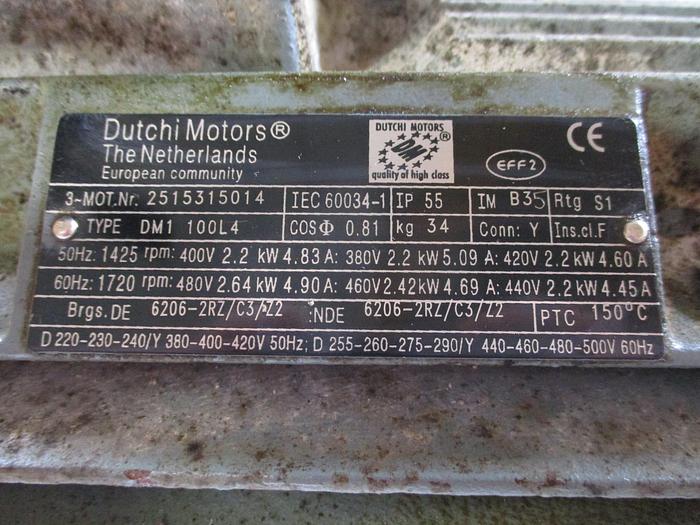 Dutchi Motors®
The Netherlands
European community
DUTCHI MOTORS
DM
®
quality of high class
CE
EFF2
3~MOT.Nr. 2515315014 IEC 60034-1 IP 55 IM B35 Rtg S1
TYPE DM1 100L4 COSΦ 0.81 kg 34 Conn: Y Ins.cl.F
50Hz: 1425 rpm: 400V 2.2 kW 4.83 A: 380V 2.2 kW 5.09 A: 420V 2.2 kW 4.60 A
60Hz: 1720 rpm: 480V 2.64 kW 4.90 A: 460V 2.42kW 4.69 A: 440V 2.2kW 4.45A
Brgs.DE 6206-2RZ/C3/Z2 :NDE 6206-2RZ/C3/Z2 PTC 150°C
D 220-230-240/Y 380-400-420V 50Hz; D 255-260-275-290/Y 440-460-480-500V 60Hz